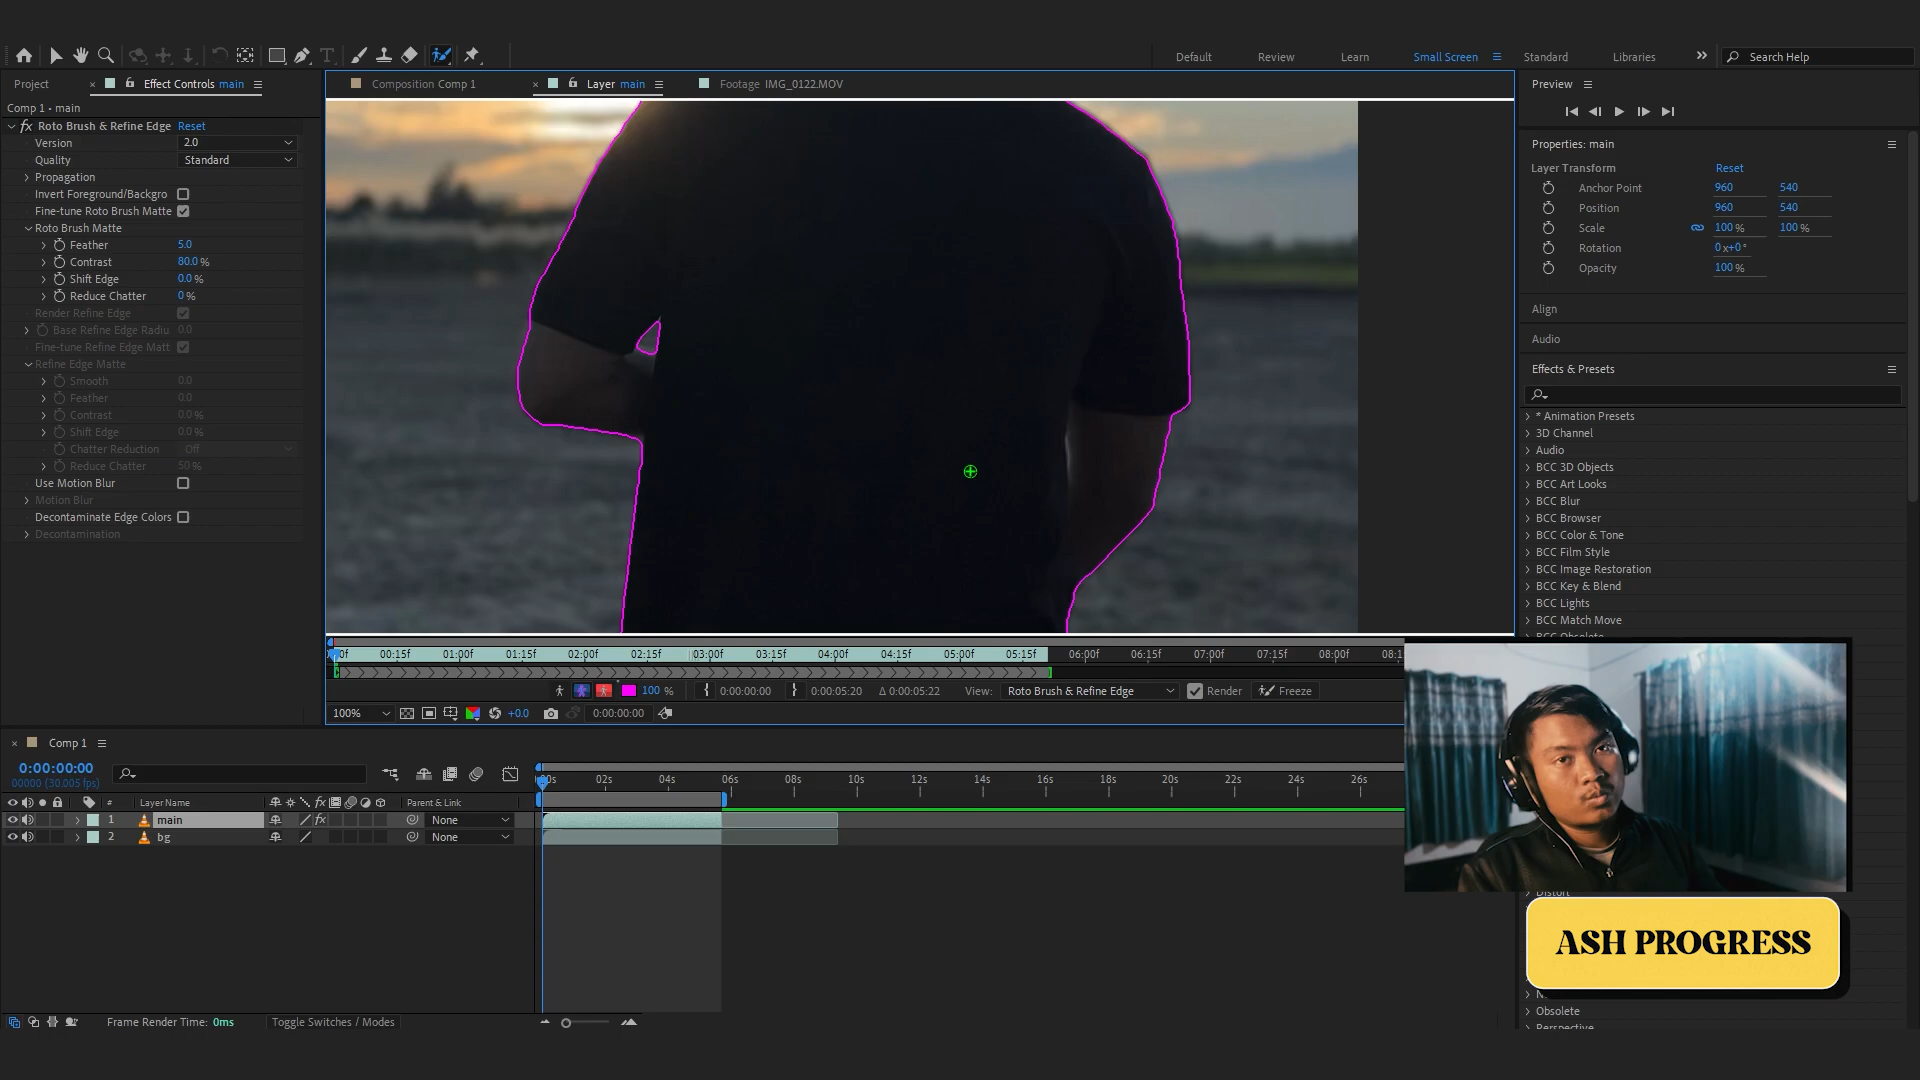 Default
Review
Learn
Small Screen
Standard
Libraries
Search Help
Project
Effect Controls main
Composition Comp 1
Layer main
Footage IMG_0122.MOV
Preview
Comp 1 • main
fx Roto Brush & Refine Edge Reset
Version 2.0
Quality Standard
Propagation
Invert Foreground/Backgro
Fine-tune Roto Brush Matte
Roto Brush Matte
Feather 5.0
Contrast 80.0 %
Shift Edge 0.0 %
Reduce Chatter 0 %
Render Refine Edge
Base Refine Edge Radiu 0.0
Fine-tune Refine Edge Matt
Refine Edge Matte
Smooth 0.0
Feather 0.0
Contrast 0.0 %
Shift Edge 0.0 %
Chatter Reduction Off
Reduce Chatter 50 %
Use Motion Blur
Motion Blur
Decontaminate Edge Colors
Decontamination
Properties: main
Layer Transform Reset
Anchor Point 960 540
Position 960 540
Scale 100 % 100 %
Rotation 0x+0°
Opacity 100 %
Align
Audio
Effects & Presets
* Animation Presets
3D Channel
Audio
BCC 3D Objects
BCC Art Looks
BCC Blur
BCC Browser
BCC Color & Tone
BCC Film Style
BCC Image Restoration
BCC Key & Blend
BCC Lights
BCC Match Move
BCC Obsolete
00f 00:15f 01:00f 01:15f 02:00f 02:15f 03:00f 03:15f 04:00f 04:15f 05:00f 05:15f 06:00f 06:15f 07:00f 07:15f 08:00f 08:1
100 % 0:00:00:00 0:00:05:20 Δ 0:00:05:22 View: Roto Brush & Refine Edge Render Freeze
100% +0.0 0:00:00:00
Comp 1
0:00:00:00
00000 (30.005 fps)
:00s 02s 04s 06s 08s 10s 12s 14s 16s 18s 20s 22s 24s 26s
# Layer Name fx Parent & Link
1 main fx None
2 bg None
Distort
ASH PROGRESS
Obsolete
Perspective
Frame Render Time: 0ms Toggle Switches / Modes